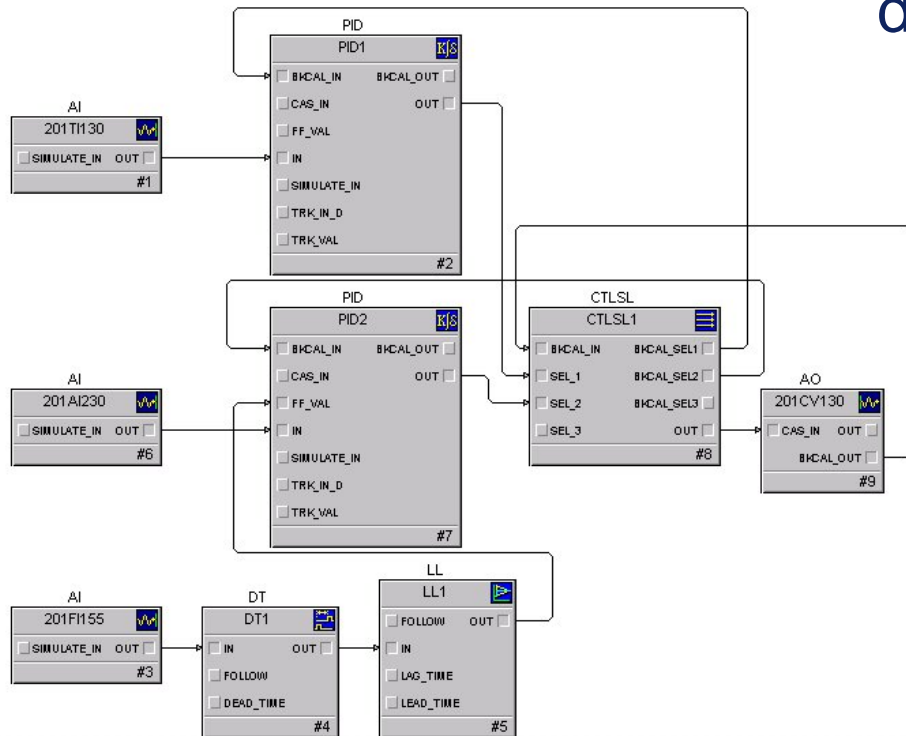 d
PID
PID1
BKCAL_IN BKCAL_OUT
CAS_IN OUT
FF_VAL
IN
SIMULATE_IN
TRK_IN_D
TRK_VAL
#2
AI
201TI130
SIMULATE_IN OUT
#1
PID
PID2
BKCAL_IN BKCAL_OUT
CAS_IN OUT
FF_VAL
IN
SIMULATE_IN
TRK_IN_D
TRK_VAL
#7
CTLSL
CTLSL1
BKCAL_IN BKCAL_SEL1
SEL_1 BKCAL_SEL2
SEL_2 BKCAL_SEL3
SEL_3 OUT
#8
AI
201AI230
SIMULATE_IN OUT
#6
AO
201CV130
CAS_IN OUT
BKCAL_OUT
#9
AI
201FI155
SIMULATE_IN OUT
#3
DT
DT1
IN OUT
FOLLOW
DEAD_TIME
#4
LL
LL1
FOLLOW OUT
IN
LAG_TIME
LEAD_TIME
#5